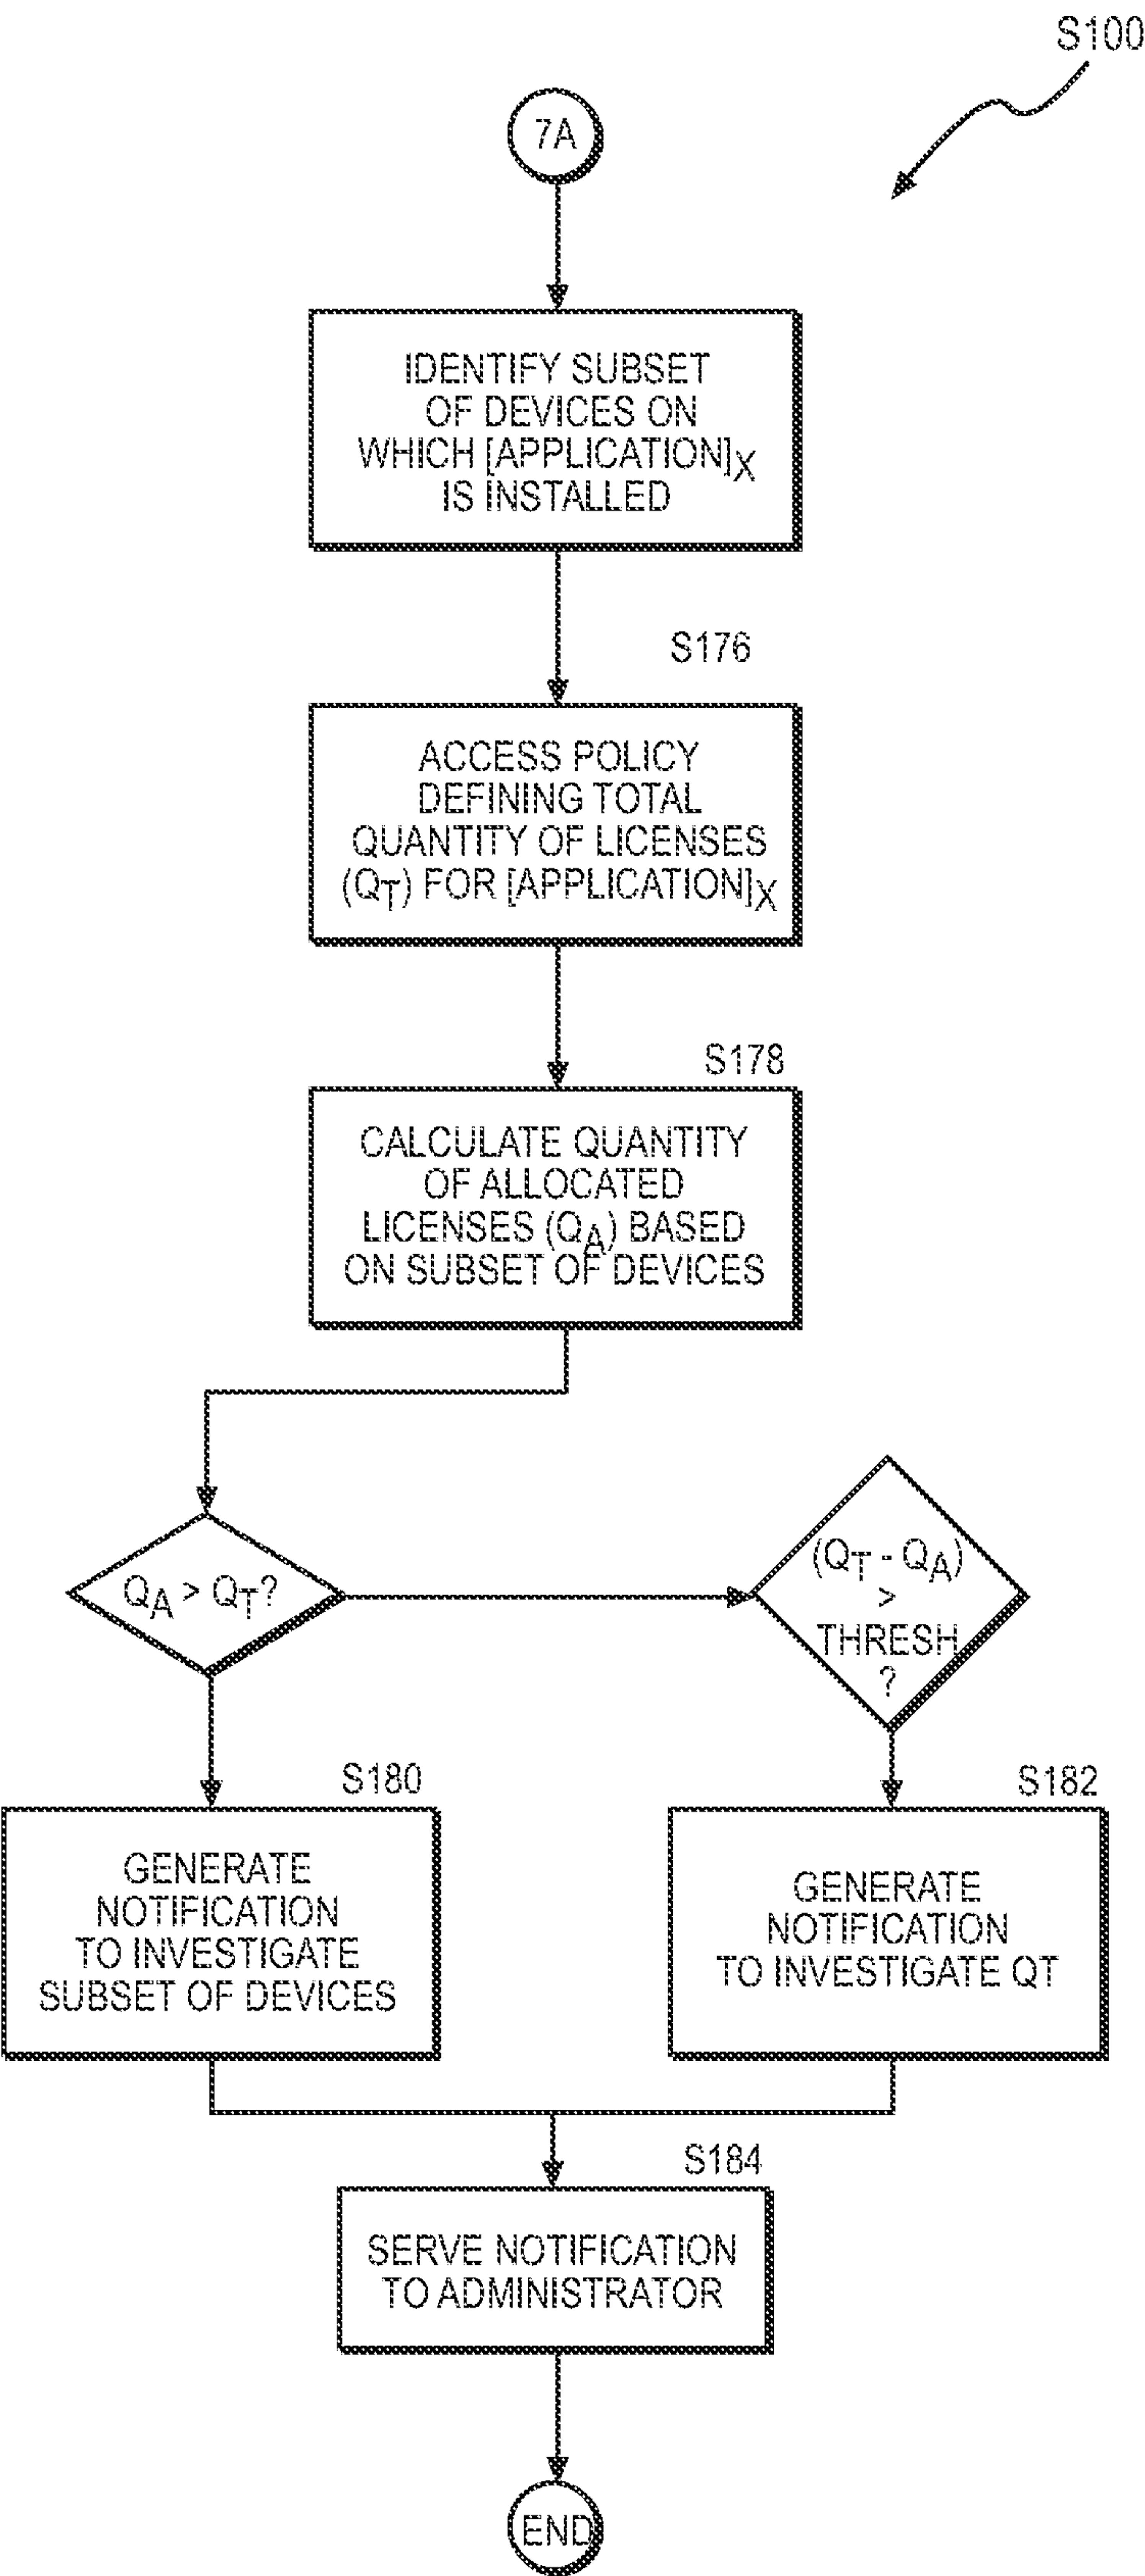 S100
7A
IDENTIFY SUBSET
OF DEVICES ON
WHICH [APPLICATION]X
IS INSTALLED
S176
ACCESS POLICY
DEFINING TOTAL
QUANTITY OF LICENSES
(QT) FOR [APPLICATION]X
S178
CALCULATE QUANTITY
OF ALLOCATED
LICENSES (QA) BASED
ON SUBSET OF DEVICES
QA > QT?
(QT - QA)
>
THRESH
?
S180
GENERATE
NOTIFICATION
TO INVESTIGATE
SUBSET OF DEVICES
S182
GENERATE
NOTIFICATION
TO INVESTIGATE QT
S184
SERVE NOTIFICATION
TO ADMINISTRATOR
END